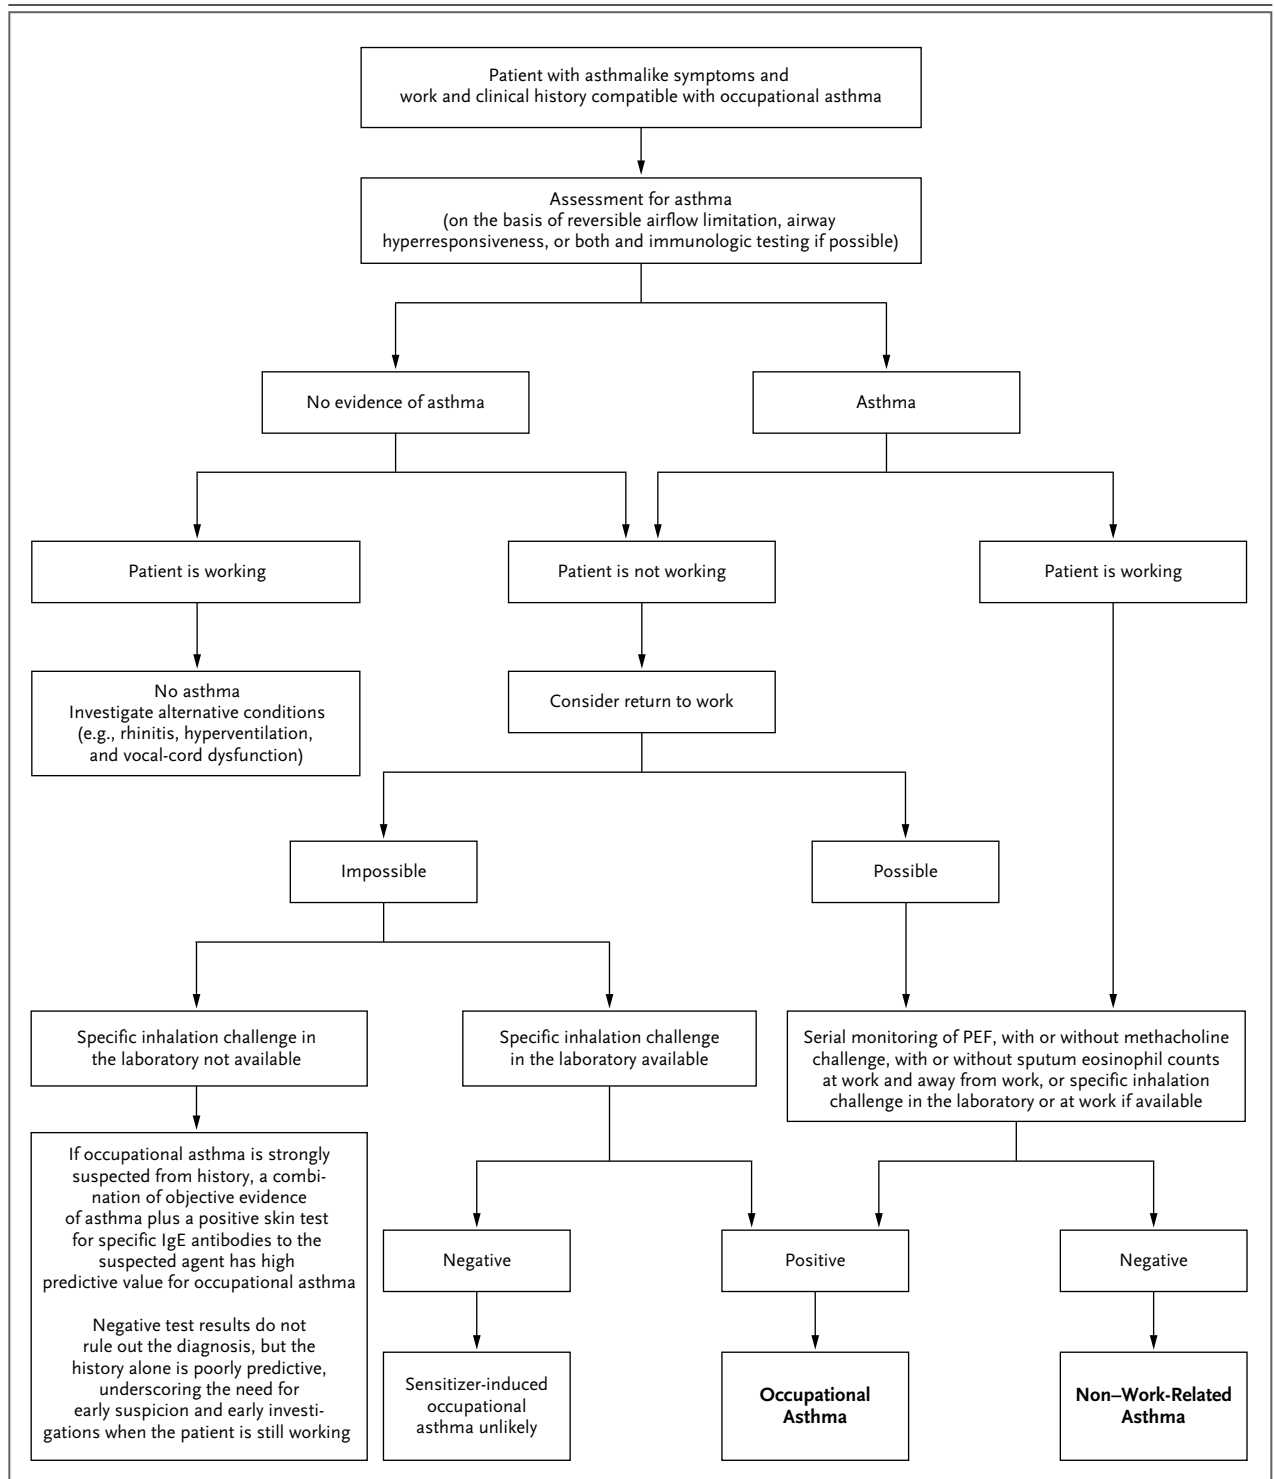 Patient with asthmalike symptoms and
work and clinical history compatible with occupational asthma
Assessment for asthma
(on the basis of reversible airflow limitation, airway
hyperresponsiveness, or both and immunologic testing if possible)
No evidence of asthma
Asthma
Patient is working
Patient is not working
Patient is working
No asthma
Investigate alternative conditions
(e.g., rhinitis, hyperventilation,
and vocal-cord dysfunction)
Consider return to work
Impossible
Possible
Specific inhalation challenge in
the laboratory not available
Specific inhalation challenge
in the laboratory available
Serial monitoring of PEF, with or without methacholine
challenge, with or without sputum eosinophil counts
at work and away from work, or specific inhalation
challenge in the laboratory or at work if available
If occupational asthma is strongly
suspected from history, a combi-
nation of objective evidence
of asthma plus a positive skin test
for specific IgE antibodies to the
suspected agent has high
predictive value for occupational asthma
Negative test results do not
rule out the diagnosis, but the
history alone is poorly predictive,
underscoring the need for
early suspicion and early investi-
gations when the patient is still working
Negative
Positive
Negative
Sensitizer-induced
occupational
asthma unlikely
Occupational
Asthma
Non–Work-Related
Asthma